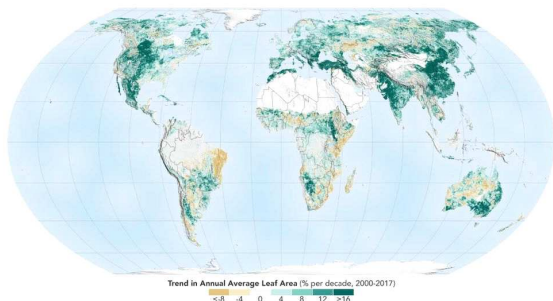 Trend in Annual Average Leaf Area (% per decade, 2000-2017)
<-8 -4 0 4 8 12 >16